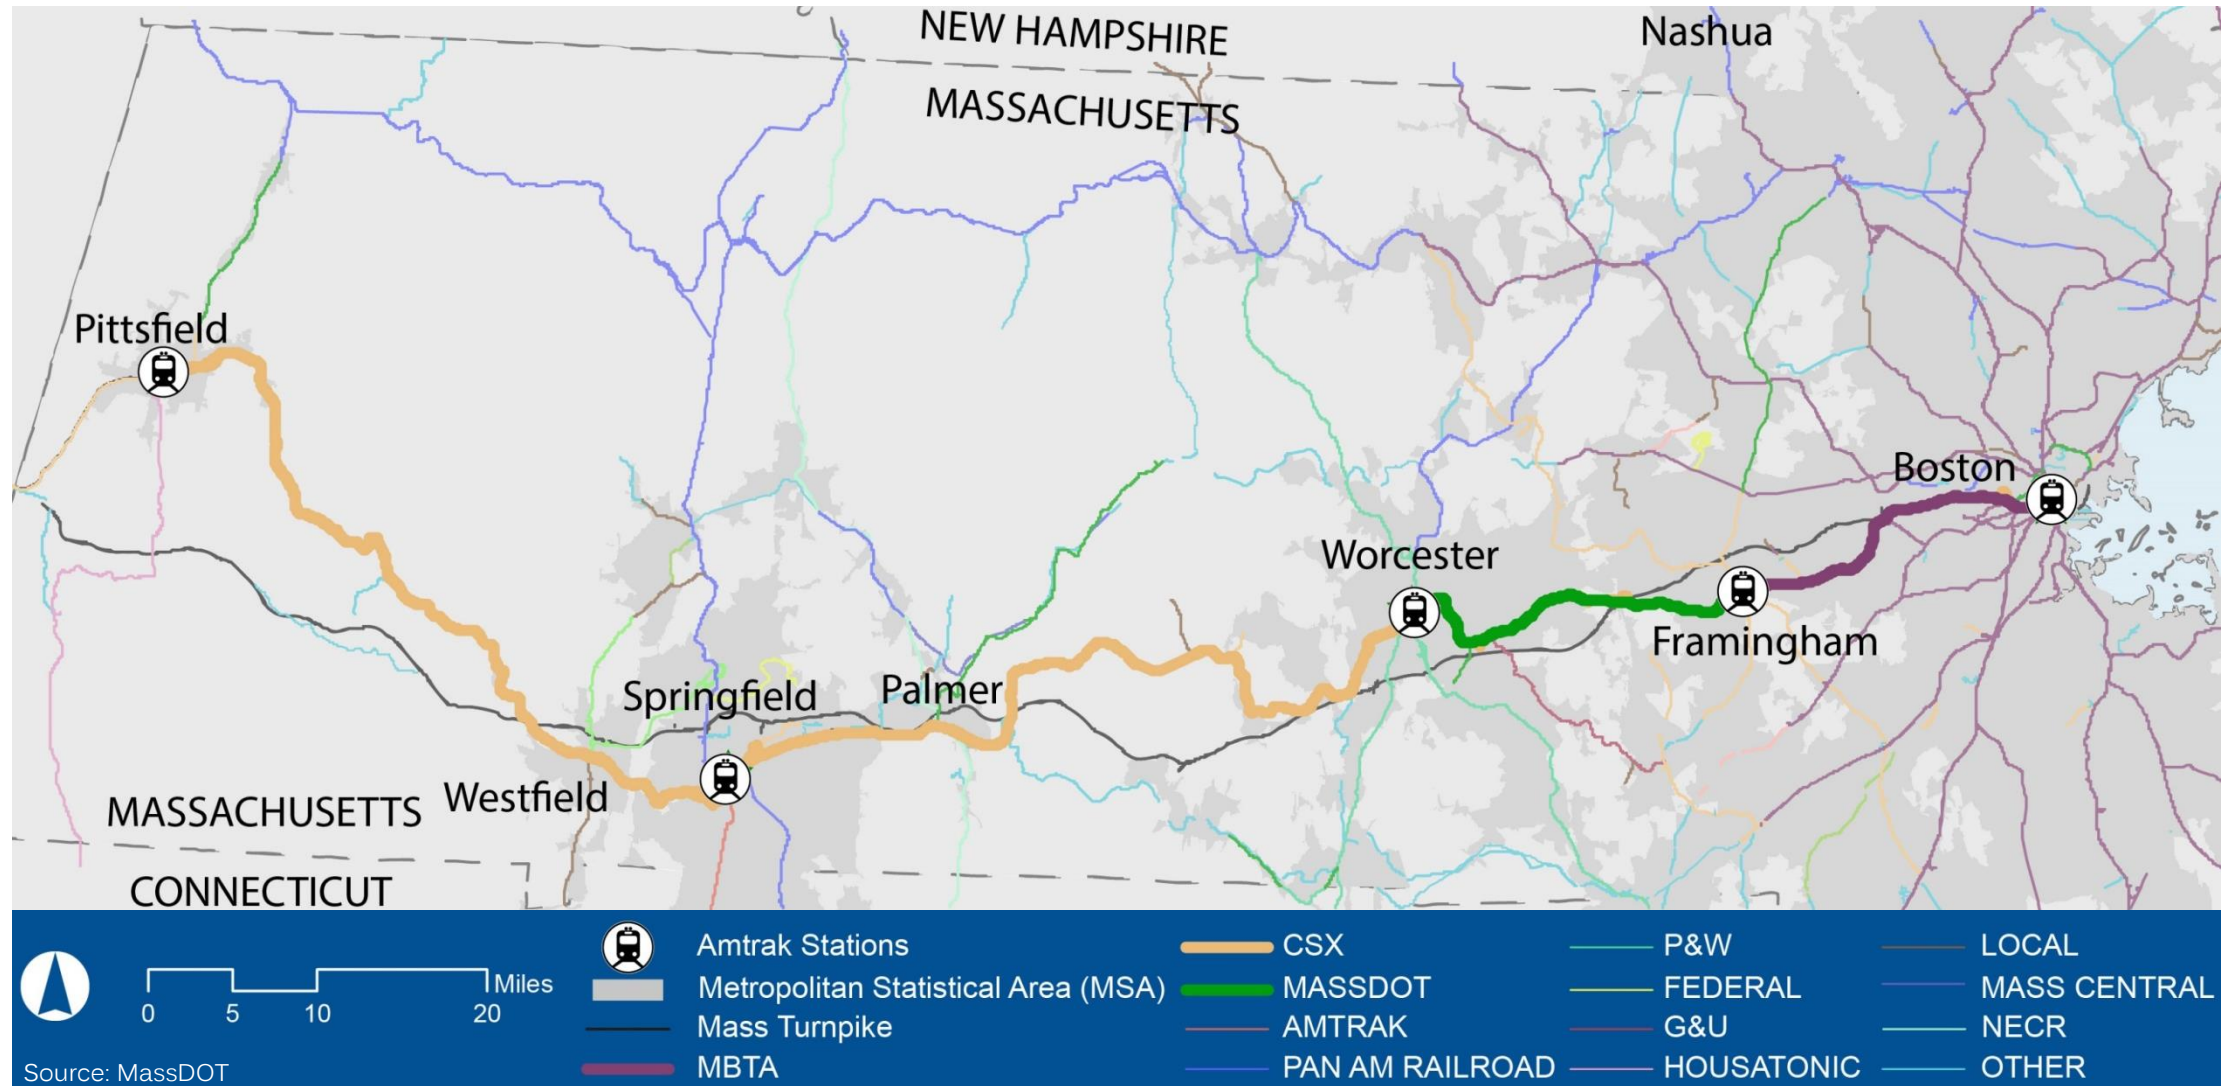 NEW HAMPSHIRE
Nashua
MASSACHUSETTS
Pittsfield
Boston
Worcester
Framingham
Springfield
Palmer
Westfield
MASSACHUSETTS
CONNECTICUT
Amtrak Stations
Metropolitan Statistical Area (MSA)
Mass Turnpike
MBTA
CSX
MASSDOT
AMTRAK
PAN AM RAILROAD
P&W
FEDERAL
G&U
HOUSATONIC
LOCAL
MASS CENTRAL
NECR
OTHER
Miles
0 5 10 20
Source: MassDOT